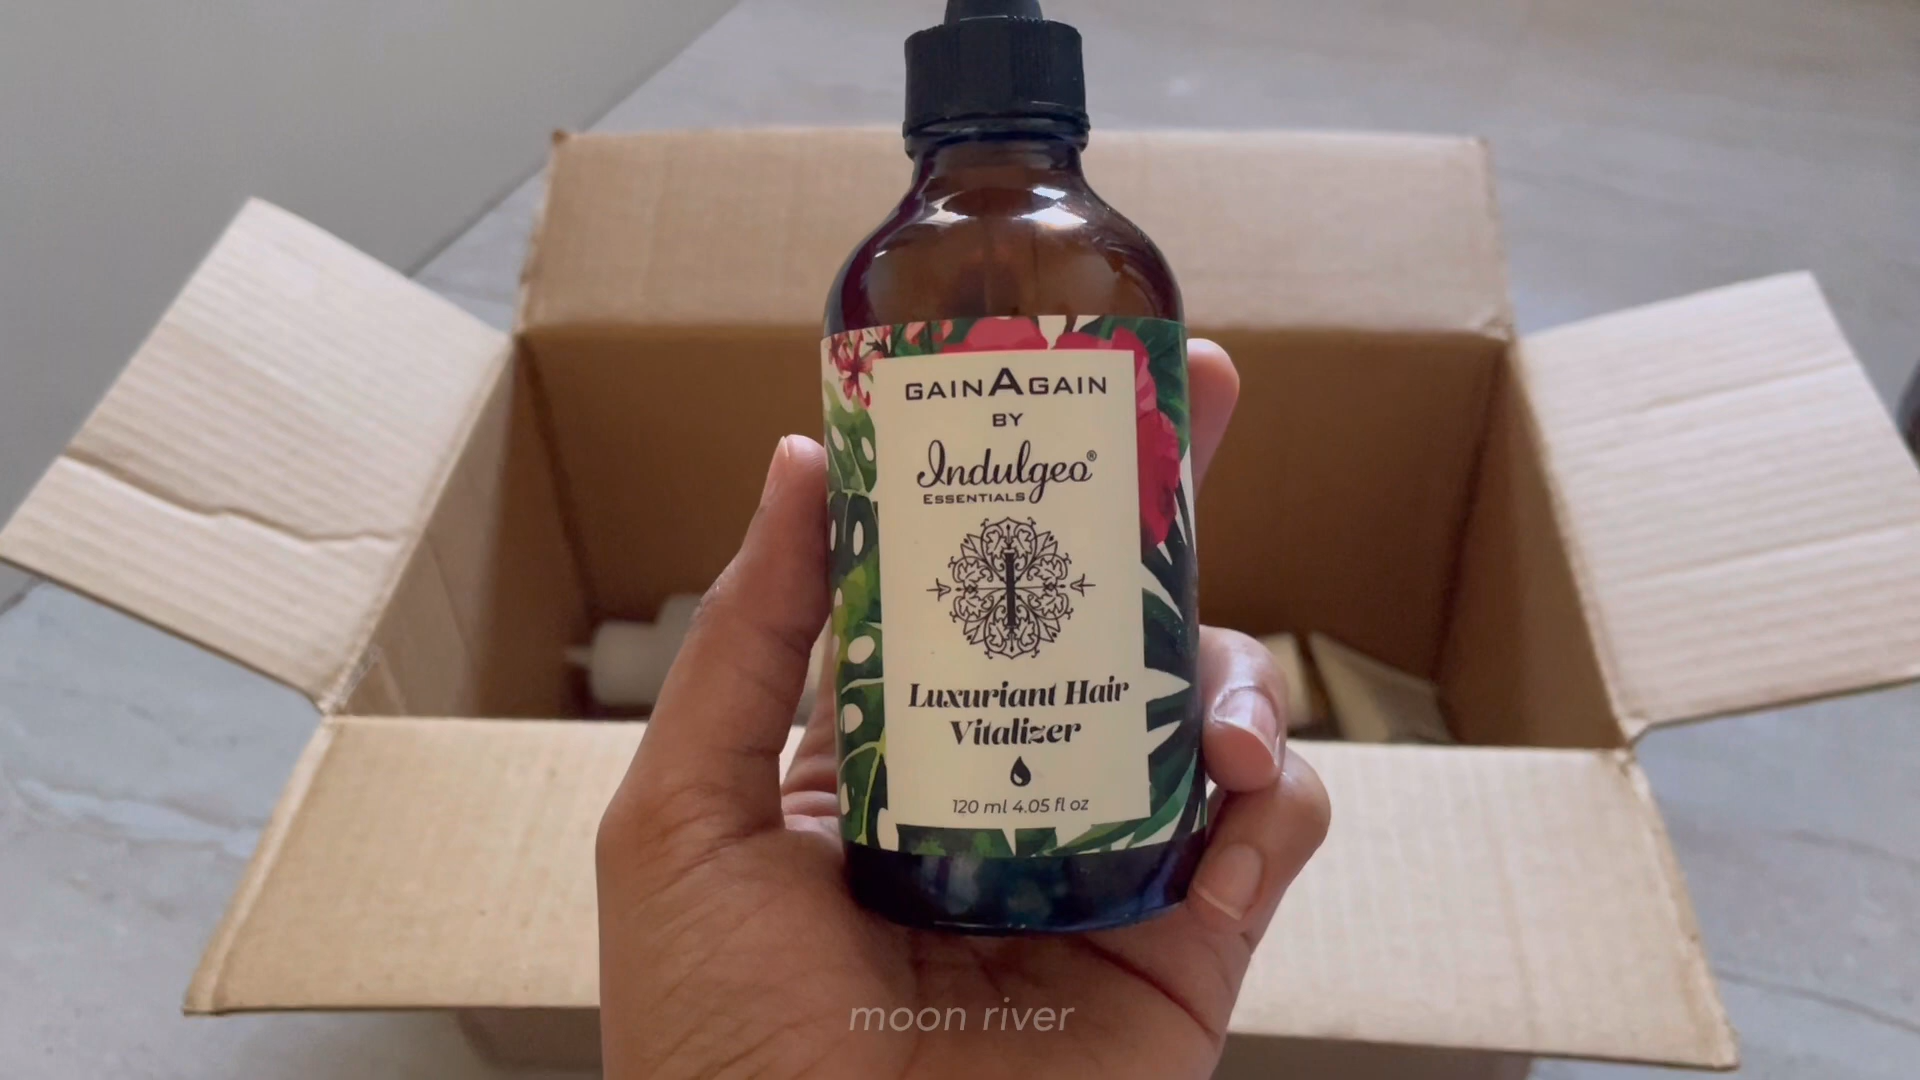 GAINAGAIN
BY
Indulgeo®
ESSENTIALS
Luxuriant Hair
Vitalizer
120 ml 4.05 fl oz
moon river